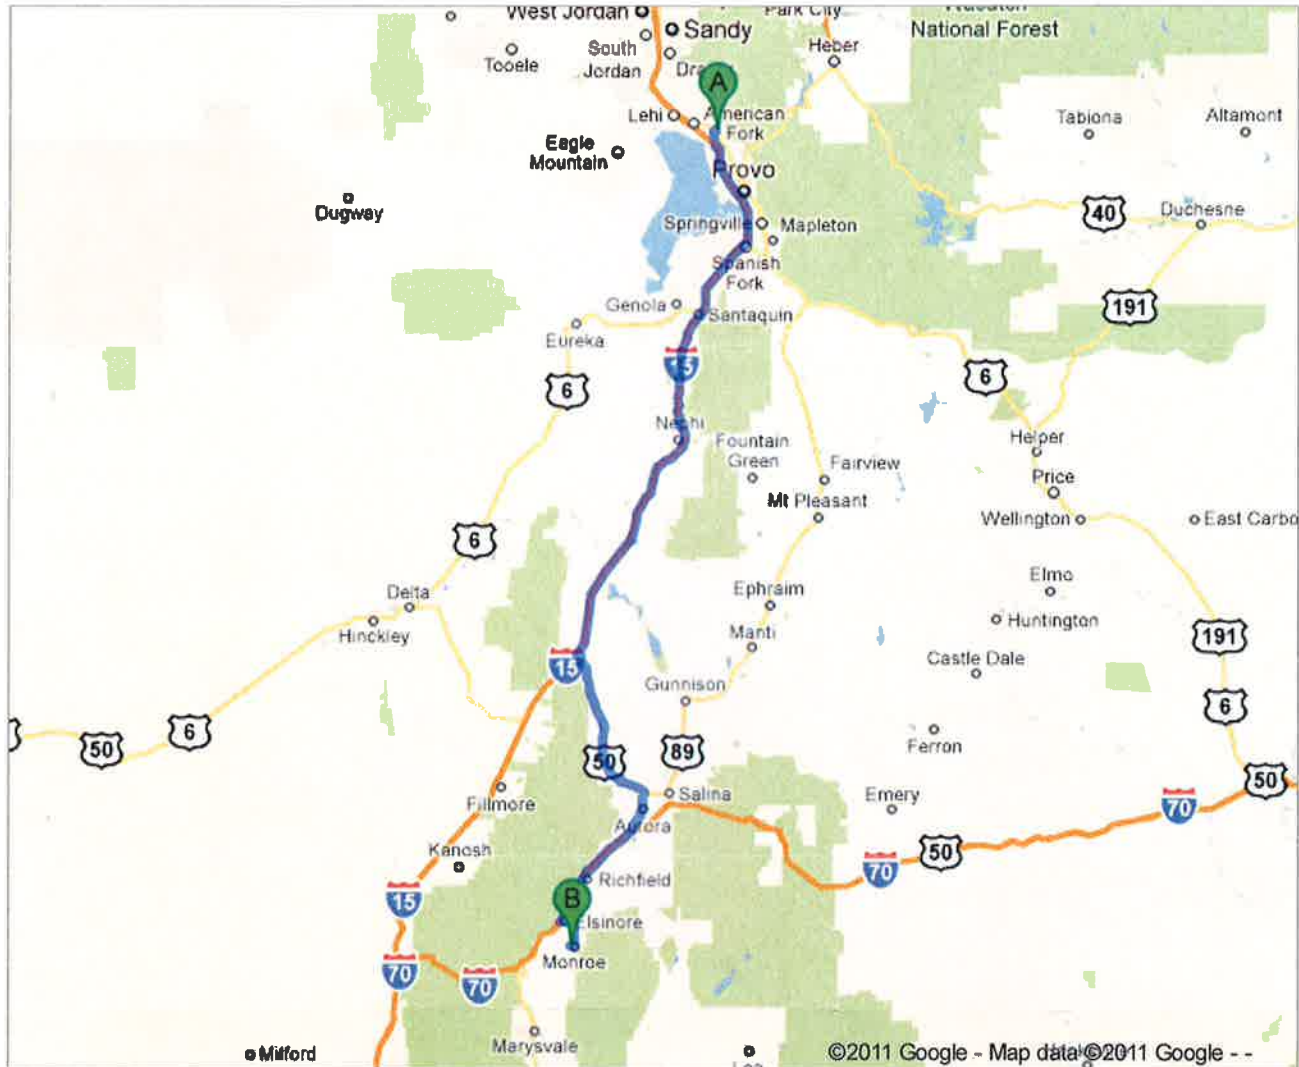 West Jordan
Sandy
Park City
National Forest
South
Jordan
Tooele
Heber
A
Lehi
American
Fork
Tabiona
Altamont
Eagle
Mountain
Provo
Dugway
40
Duchesne
Springville
Mapleton
Spanish
Fork
191
Genola
Santaquin
Eureka
15
6
6
Nephi
Fountain
Green
Helper
Fairview
Price
Mt Pleasant
Wellington
East Carbo
6
Elmo
Delta
Ephraim
Huntington
Hinckley
Manti
191
15
Castle Dale
Gunnison
6
50
6
50
89
Ferron
50
Fillmore
Salina
Emery
70
Aurora
Kanosh
50
70
Richfield
15
B
Elsinore
Monroe
70
70
Marysvale
Milford
©2011 Google - Map data ©2011 Google - -